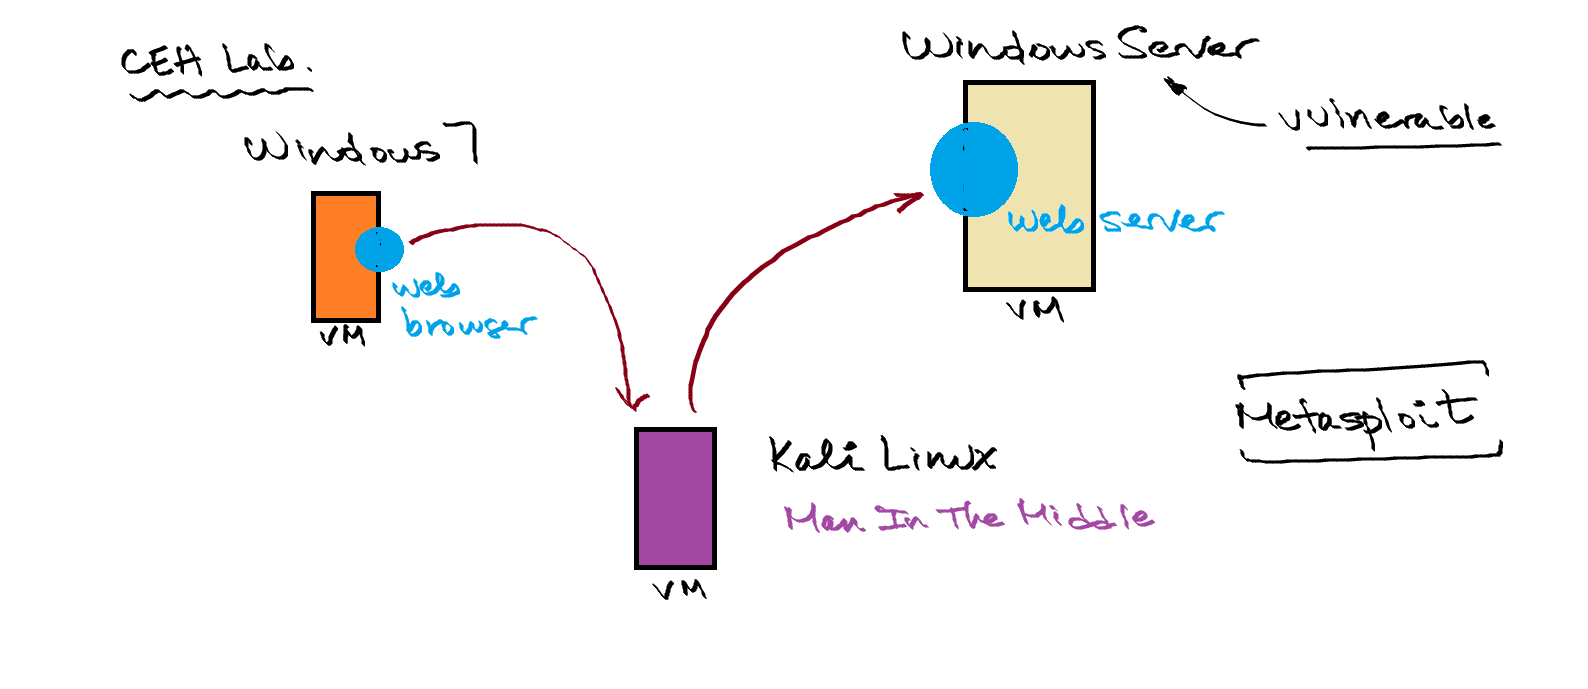 CEH Lab.
Windows 7
web
browser
VM
Windows Server
vulnerable
web server
VM
Kali Linux
Man In The Middle
VM
Metasploit